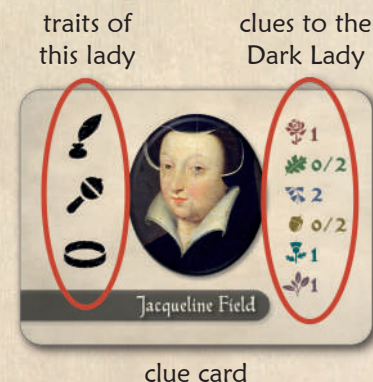 traits of
this lady
clues to the
Dark Lady
1
0/2
2
0/2
1
1
Jacqueline Field
clue card